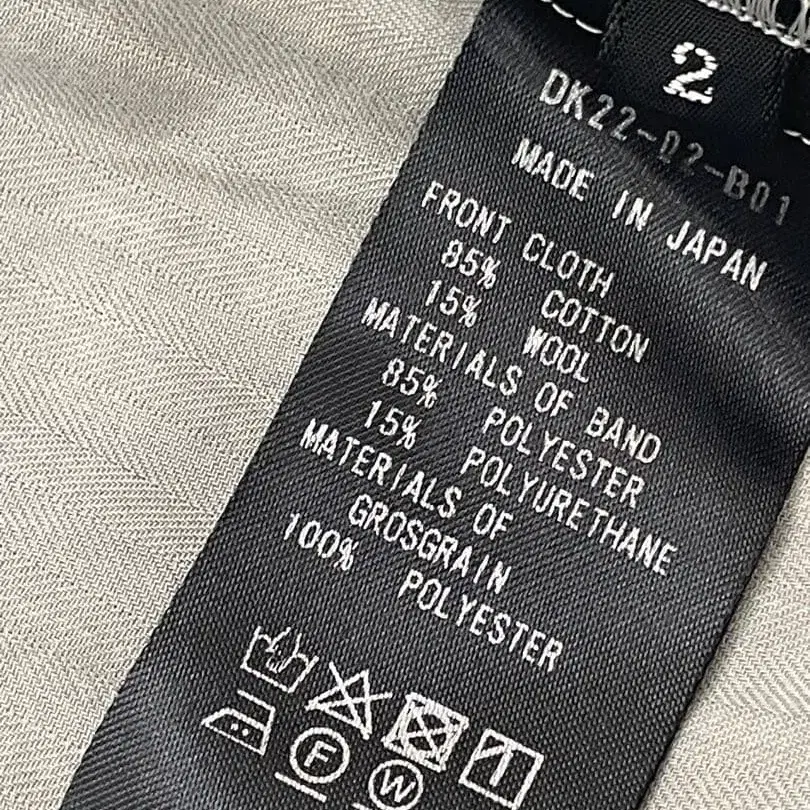 2
DK22-02-B01
MADE IN JAPAN
FRONT CLOTH
85% COTTON
15% WOOL
MATERIALS OF BAND
85% POLYESTER
15% POLYURETHANE
MATERIALS OF
GROSGRAIN
100% POLYESTER
F
W